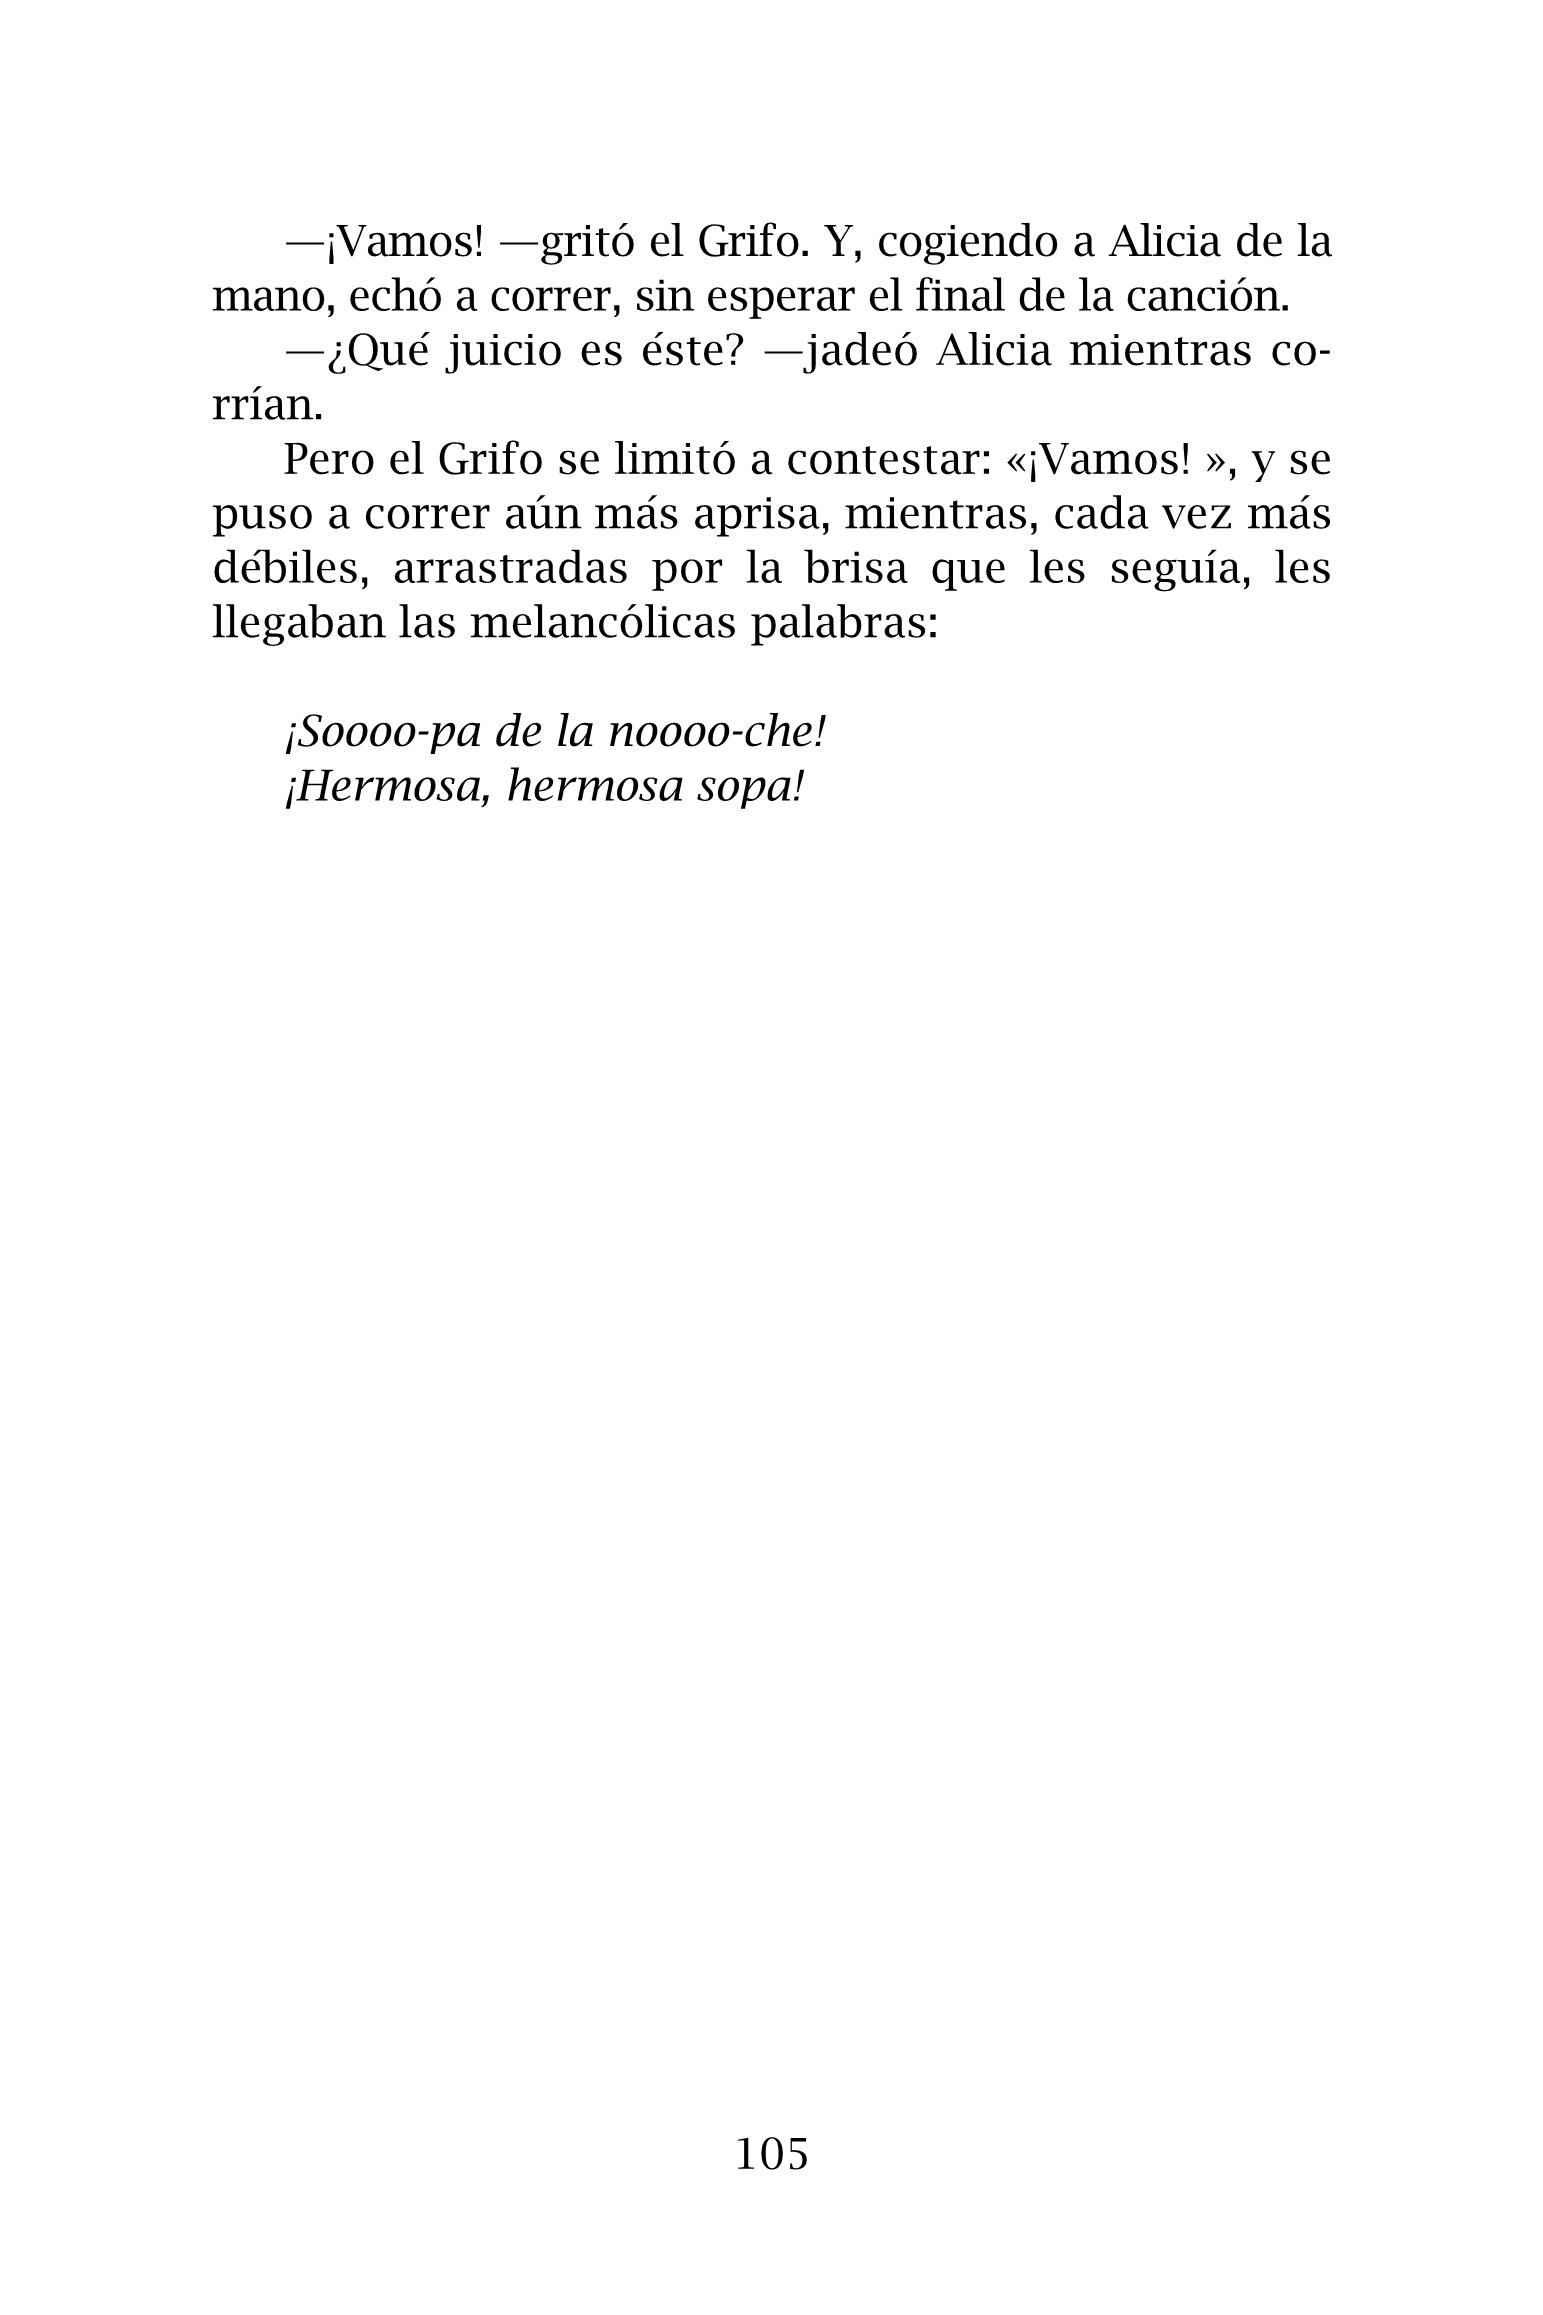 —¡Vamos! —gritó el Grifo. Y, cogiendo a Alicia de la
mano, echó a correr, sin esperar el final de la canción.
—¿Qué juicio es éste? —jadeó Alicia mientras co-
rrían.
Pero el Grifo se limitó a contestar: «¡Vamos! », y se
puso a correr aún más aprisa, mientras, cada vez más
débiles, arrastradas por la brisa que les seguía, les
llegaban las melancólicas palabras:
¡Soooo-pa de la noooo-che!
¡Hermosa, hermosa sopa!
105